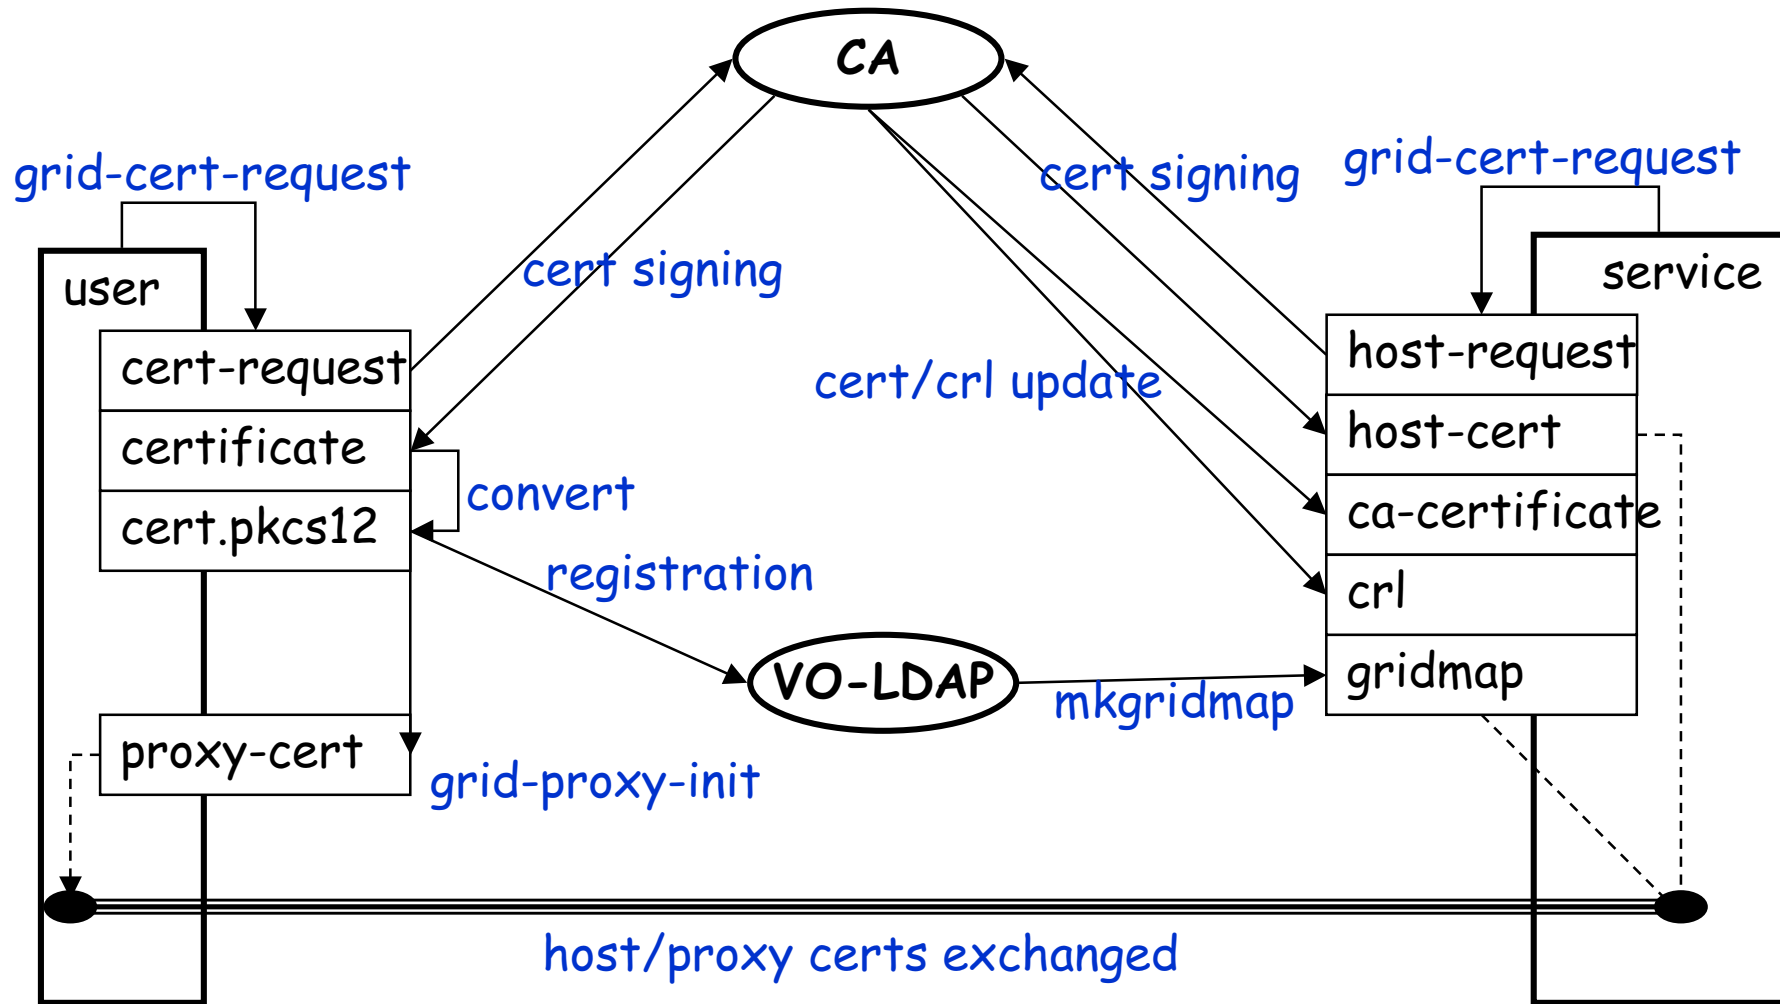 CA
grid-cert-request
cert signing
grid-cert-request
user
cert signing
service
cert-request
host-request
cert/crl update
certificate
host-cert
convert
cert.pkcs12
ca-certificate
registration
crl
VO-LDAP
mkgridmap
gridmap
proxy-cert
grid-proxy-init
host/proxy certs exchanged